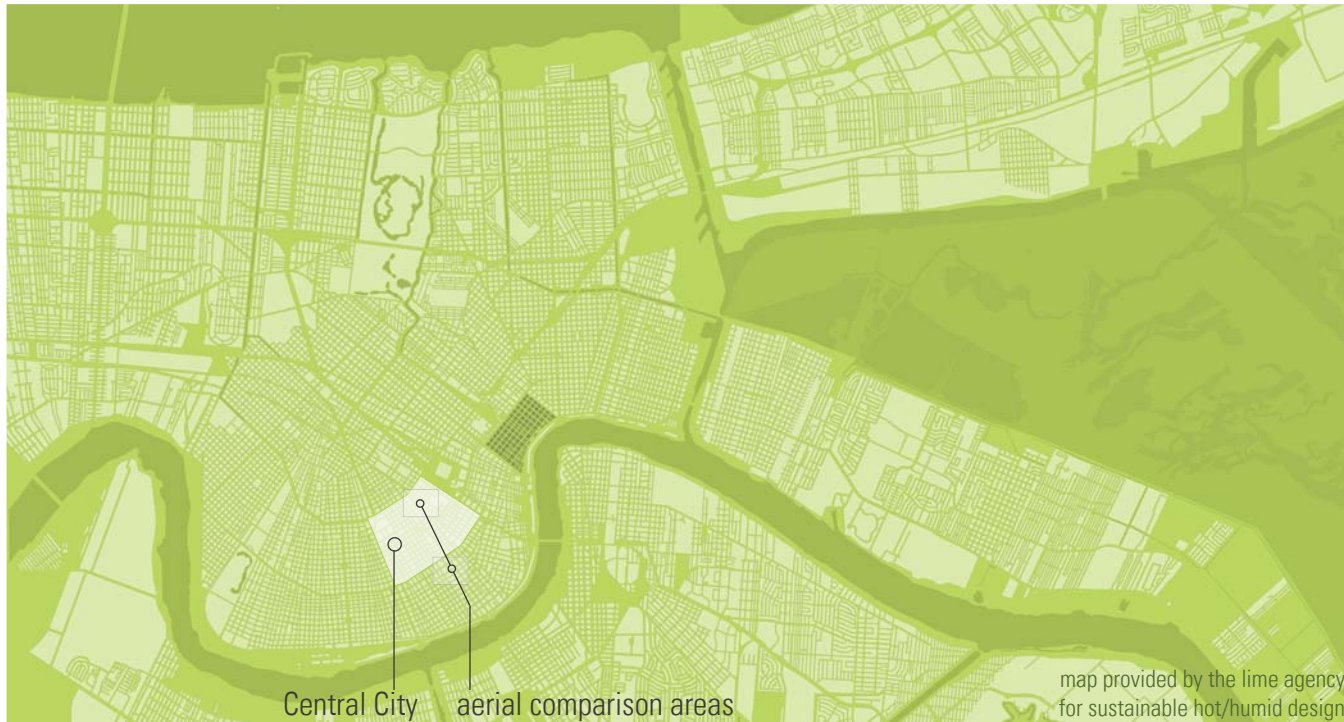 Central City
aerial comparison areas
map provided by the lime agency
for sustainable hot/humid design